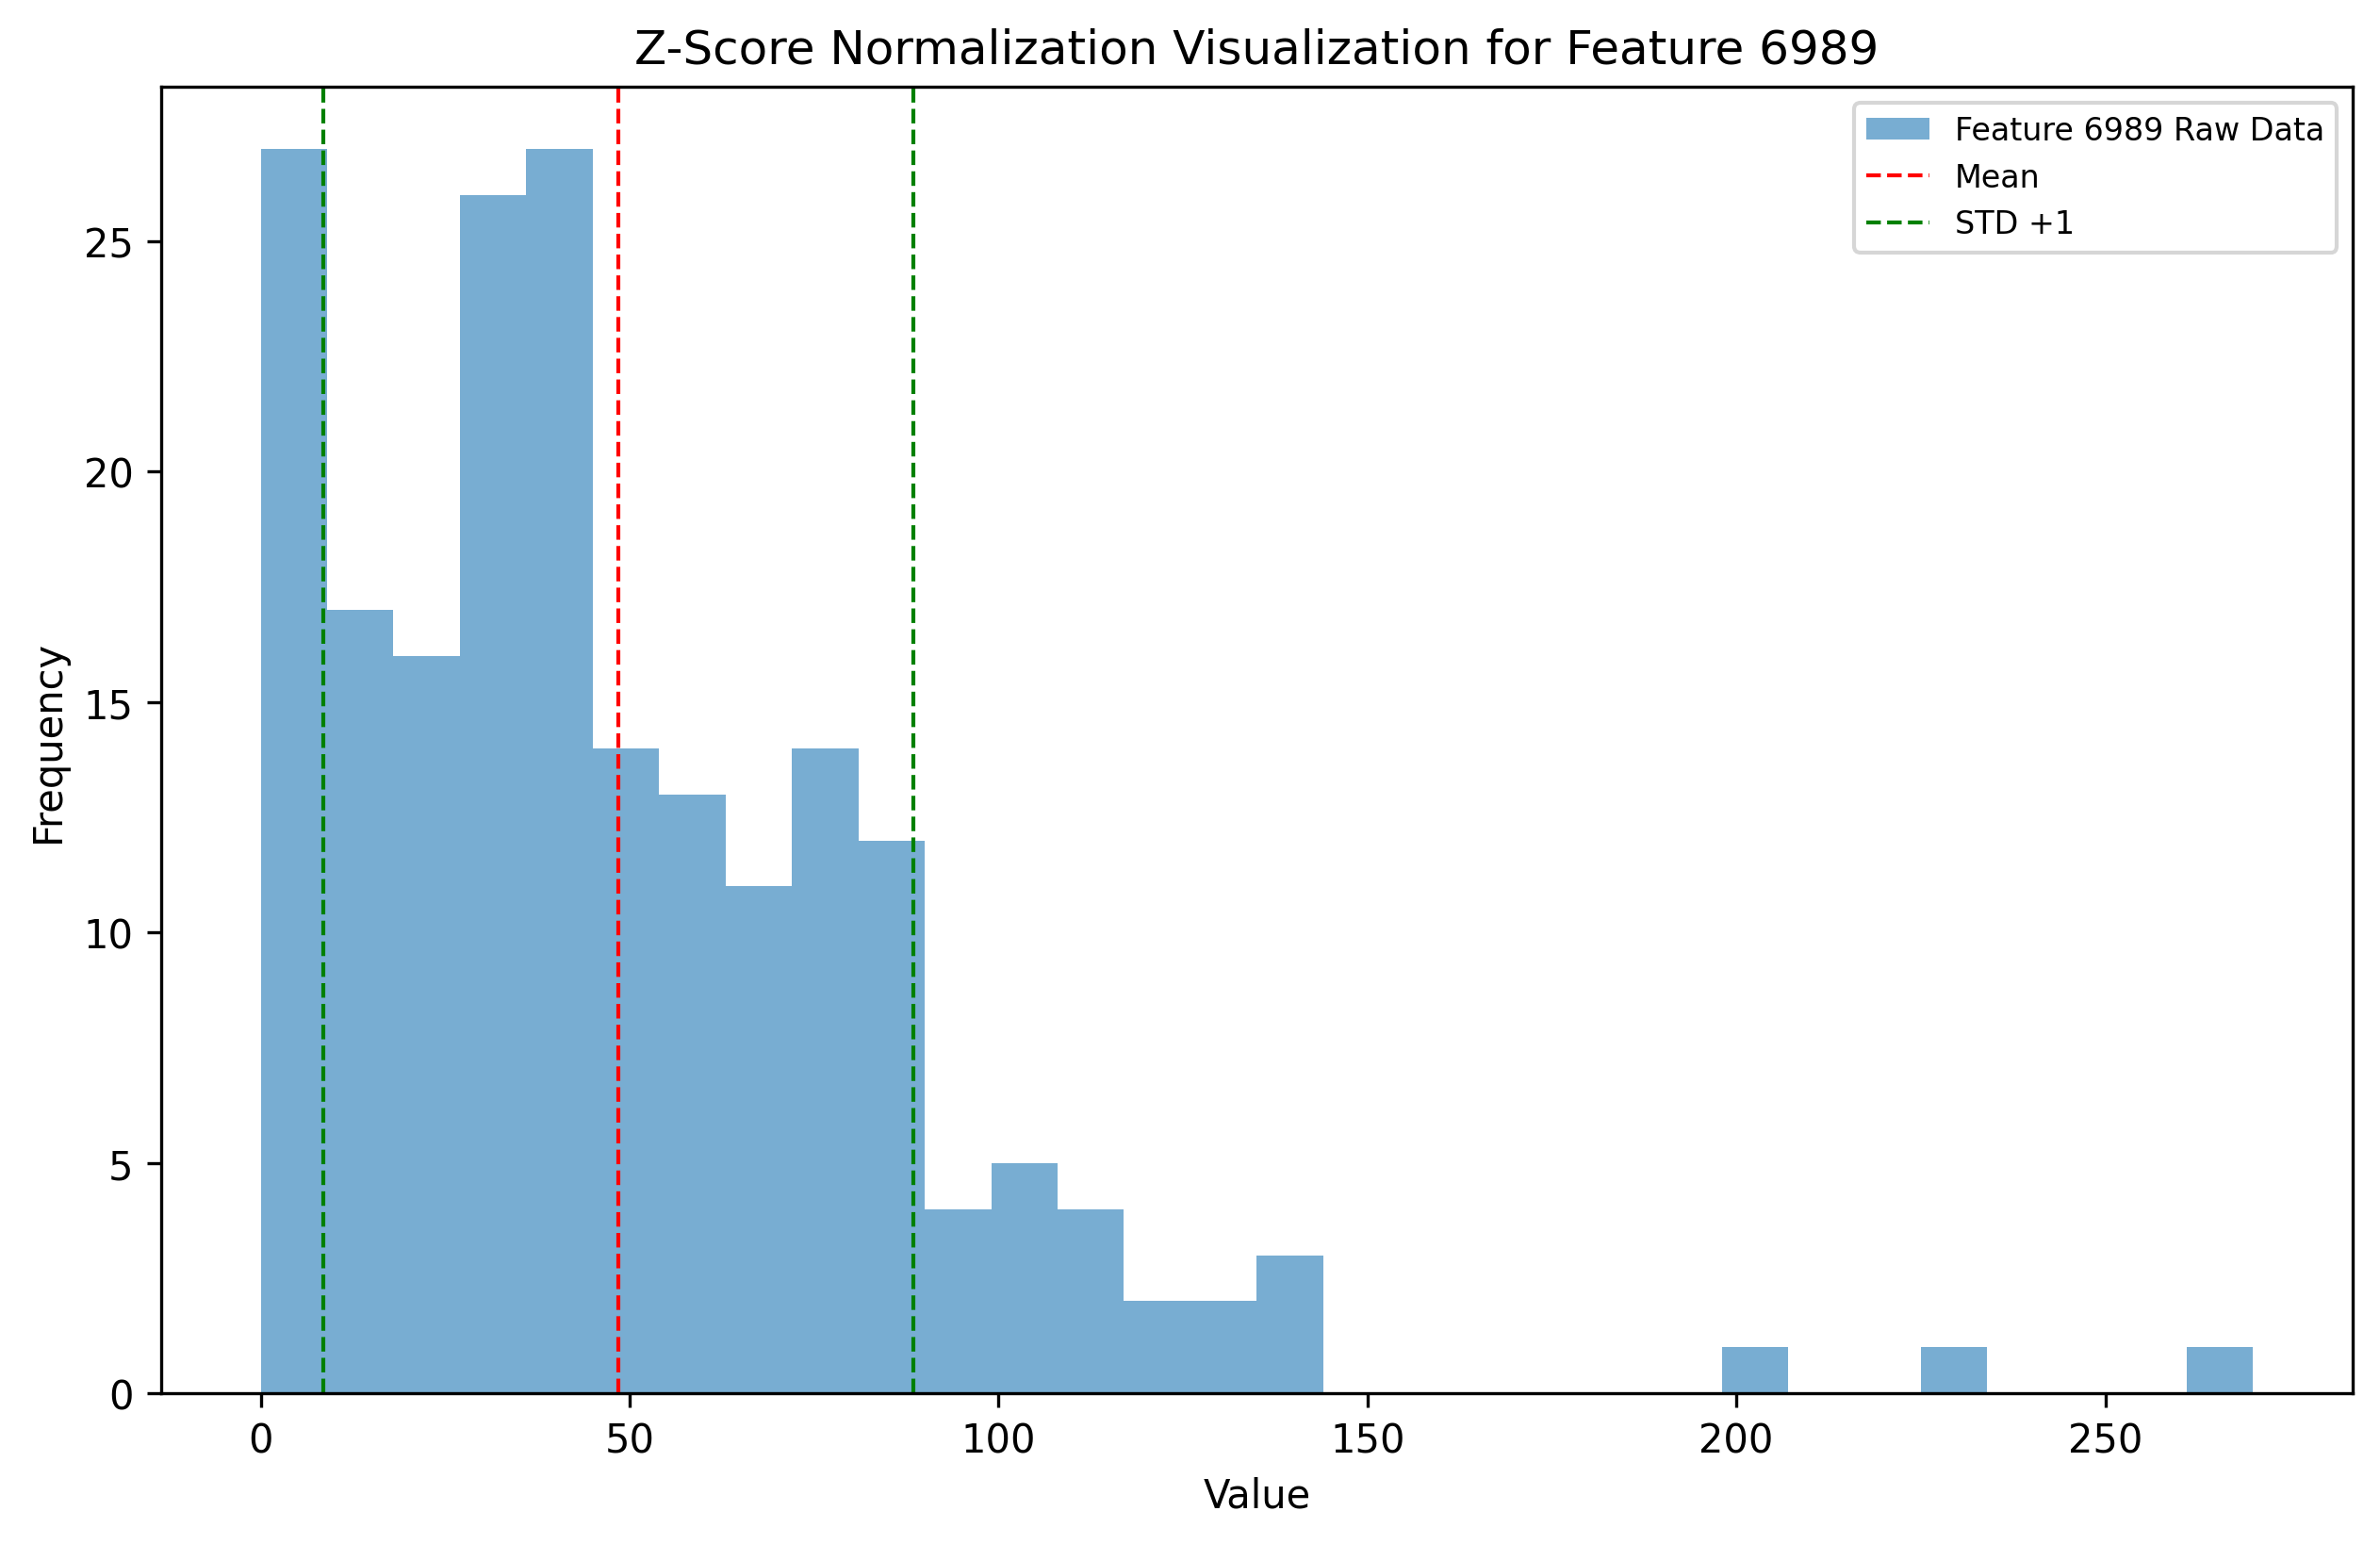 Z-Score Normalization Visualization for Feature 6989
Feature 6989 Raw Data
Mean
STD +1
Frequency
25
20
15
10
5
0
0 50 100 150 200 250
Value